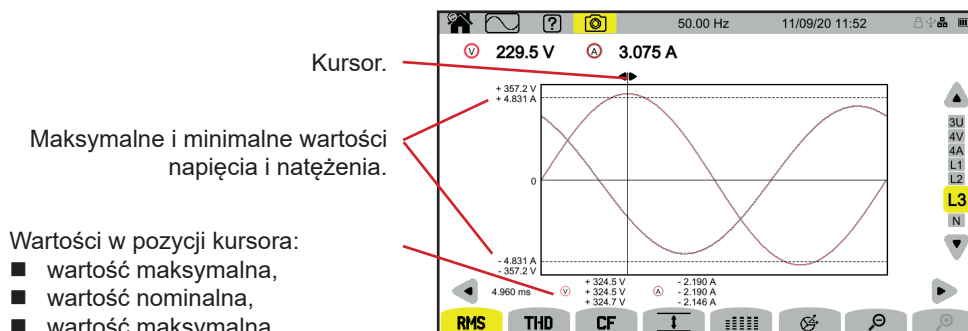 ? 50.00 Hz 11/09/20 11:52
V 229.5 V A 3.075 A
Kursor.
+ 357.2 V
+ 4.831 A
Maksymalne i minimalne wartości
napięcia i natężenia.
0
3U
4V
4A
L1
L2
L3
N
Wartości w pozycji kursora:
■ wartość maksymalna,
■ wartość nominalna,
■ wartość maksymalna
- 4.831 A
- 357.2 V
4.960 ms V + 324.5 V A - 2.190 A
+ 324.5 V - 2.190 A
+ 324.7 V - 2.146 A
RMS THD CF